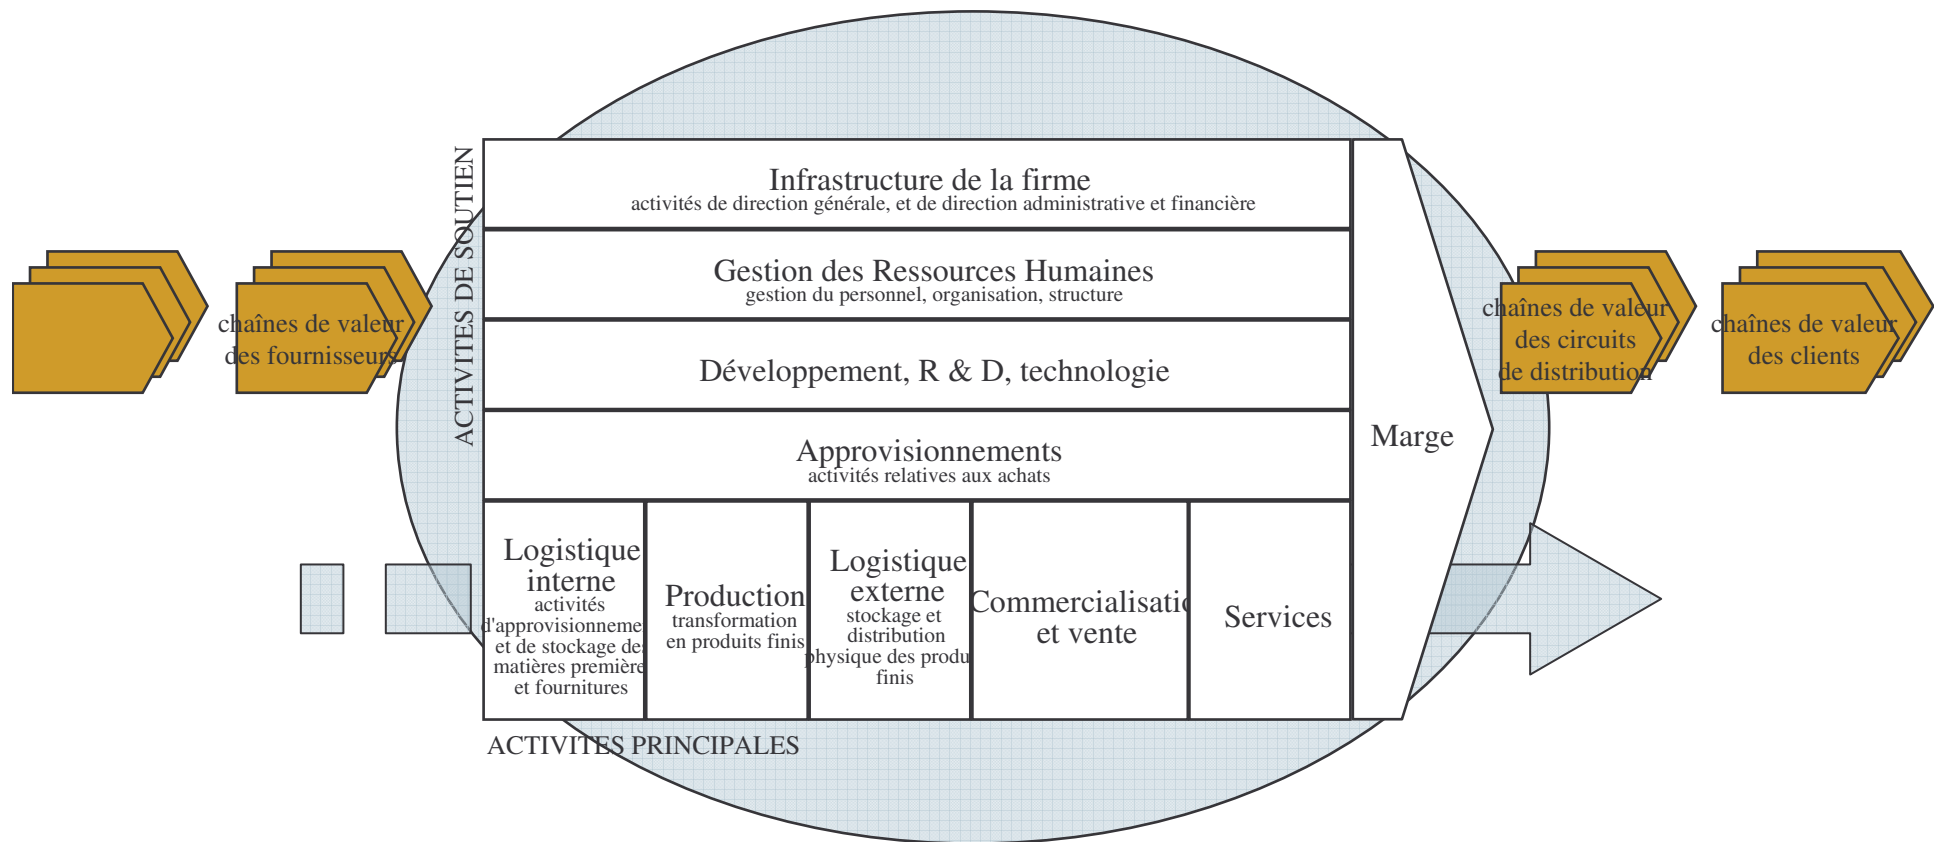 ACTIVITES DE SOUTIEN
Infrastructure de la firme
activités de direction générale, et de direction administrative et financière
Gestion des Ressources Humaines
gestion du personnel, organisation, structure
Développement, R & D, technologie
Approvisionnements
activités relatives aux achats
chaînes de valeur
des fournisseurs
Marge
chaînes de valeur
des circuits
de distribution
chaînes de valeur
des clients
Logistique
interne
activités
d'approvisionneme
et de stockage des
matières première
et fournitures
Production
transformation
en produits finis
Logistique
externe
stockage et
distribution
physique des produ
finis
Commercialisatio
et vente
Services
ACTIVITES PRINCIPALES